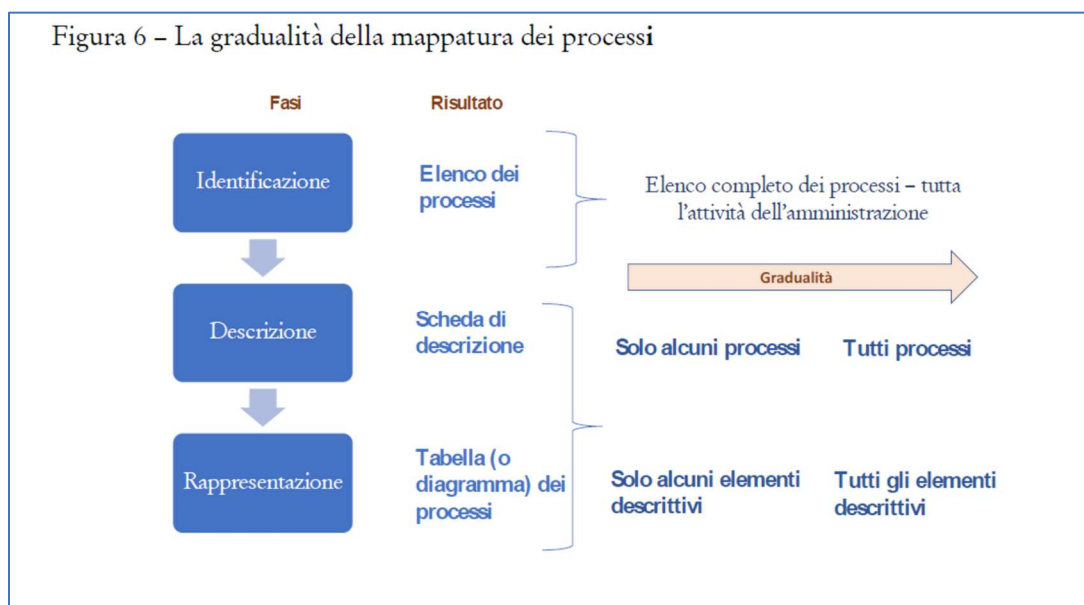 Figura 6 – La gradualità della mappatura dei processi
Fasi
Risultato
Identificazione
Elenco dei
processi
Elenco completo dei processi – tutta
l'attività dell'amministrazione
Gradualità
Descrizione
Scheda di
descrizione
Solo alcuni processi
Tutti processi
Rappresentazione
Tabella (o
diagramma) dei
processi
Solo alcuni elementi
descrittivi
Tutti gli elementi
descrittivi